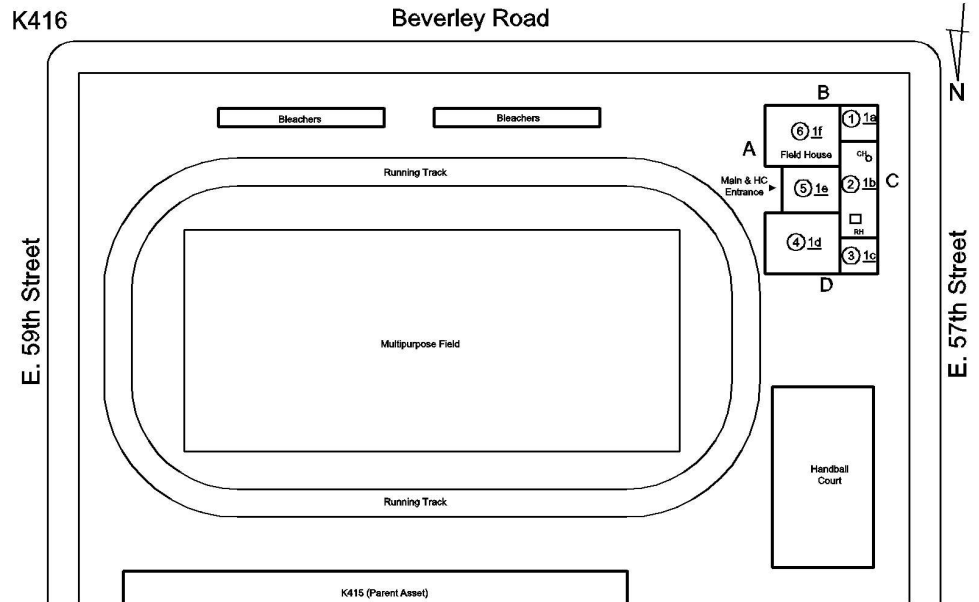 K416
Beverley Road
N
B
Bleachers
Bleachers
1 1a
6 1f
Field House
A
CH
Running Track
Main & HC
Entrance
5 1e
2 1b
C
RH
4 1d
3 1c
D
E. 59th Street
E. 57th Street
Multipurpose Field
Handball
Court
Running Track
K415 (Parent Asset)